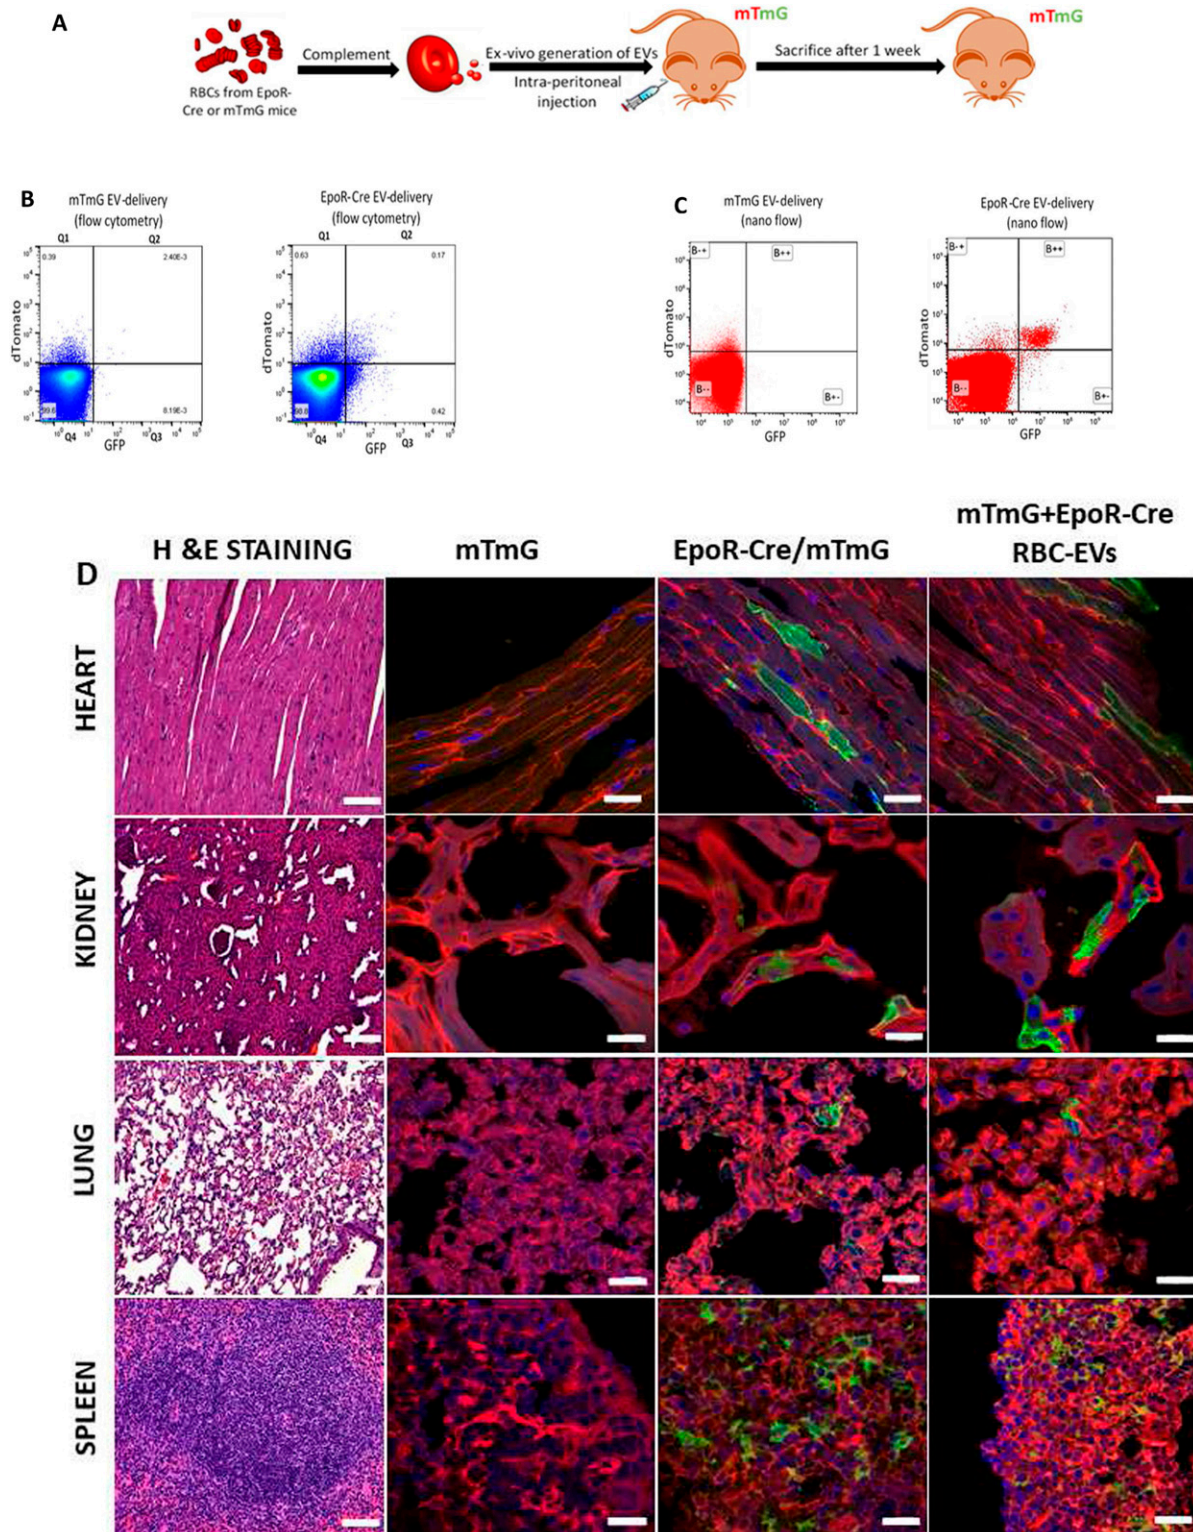 A
RBCs from EpoR-
Cre or mTmG mice
Complement
Ex-vivo generation of EVs
Intra-peritoneal
injection
mTmG
Sacrifice after 1 week
mTmG
B
mTmG EV-delivery
(flow cytometry)
Q1
Q2
0.39
2.40E-3
99.6
8.19E-3
Q4
Q3
dTomato
GFP
EpoR-Cre EV-delivery
(flow cytometry)
Q1
Q2
0.63
0.17
98.8
0.42
Q4
Q3
dTomato
GFP
C
mTmG EV-delivery
(nano flow)
B-+
B++
B--
B+-
dTomato
GFP
EpoR-Cre EV-delivery
(nano flow)
B-+
B++
B--
B+-
dTomato
GFP
D
H &E STAINING
mTmG
EpoR-Cre/mTmG
mTmG+EpoR-Cre
RBC-EVs
HEART
KIDNEY
LUNG
SPLEEN